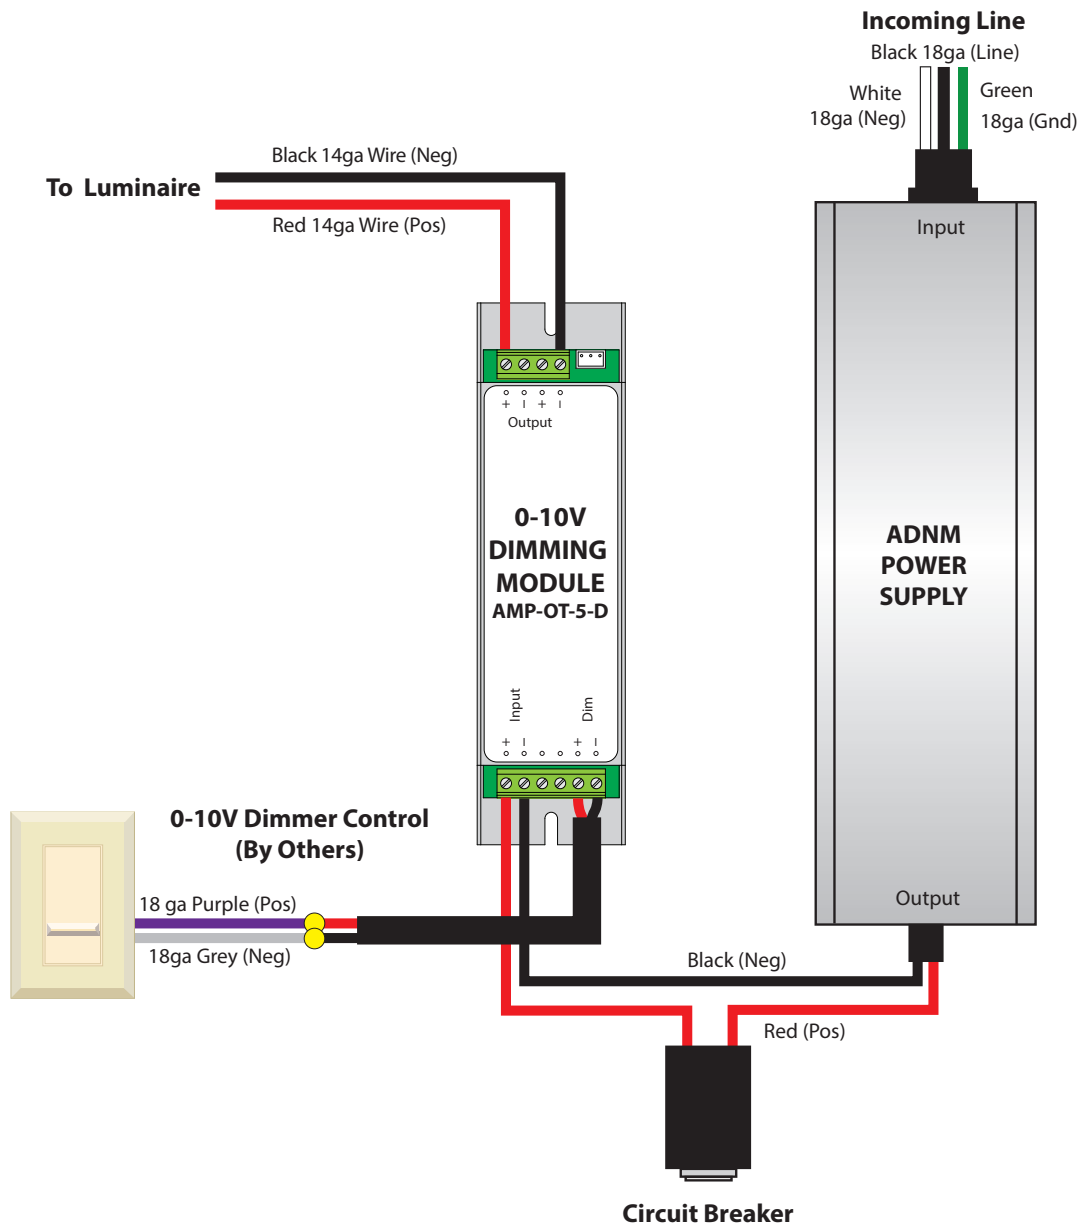 Incoming Line
Black 18ga (Line)
White
18ga (Neg)
Green
18ga (Gnd)
Black 14ga Wire (Neg)
To Luminaire
Red 14ga Wire (Pos)
Input
+ – + –
Output
0-10V
DIMMING
MODULE
AMP-OT-5-D
ADNM
POWER
SUPPLY
Input
Dim
+ – + –
0-10V Dimmer Control
(By Others)
18 ga Purple (Pos)
18ga Grey (Neg)
Output
Black (Neg)
Red (Pos)
Circuit Breaker